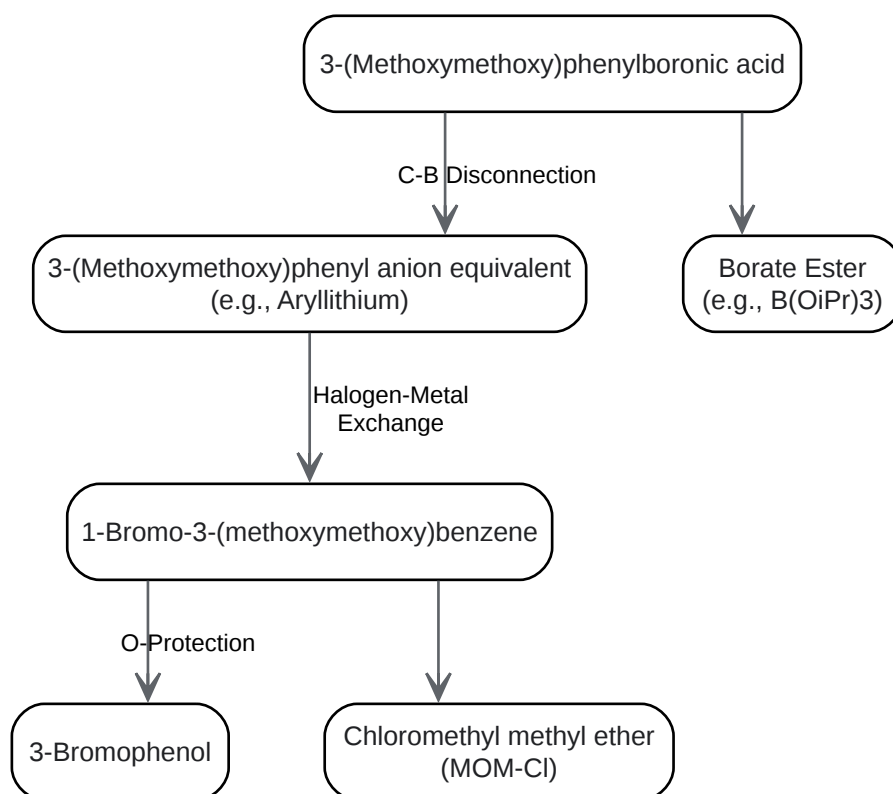 3-(Methoxymethoxy)phenylboronic acid
C-B Disconnection
3-(Methoxymethoxy)phenyl anion equivalent
(e.g., Aryllithium)
Borate Ester
(e.g., B(OiPr)3)
Halogen-Metal
Exchange
1-Bromo-3-(methoxymethoxy)benzene
O-Protection
3-Bromophenol
Chloromethyl methyl ether
(MOM-Cl)